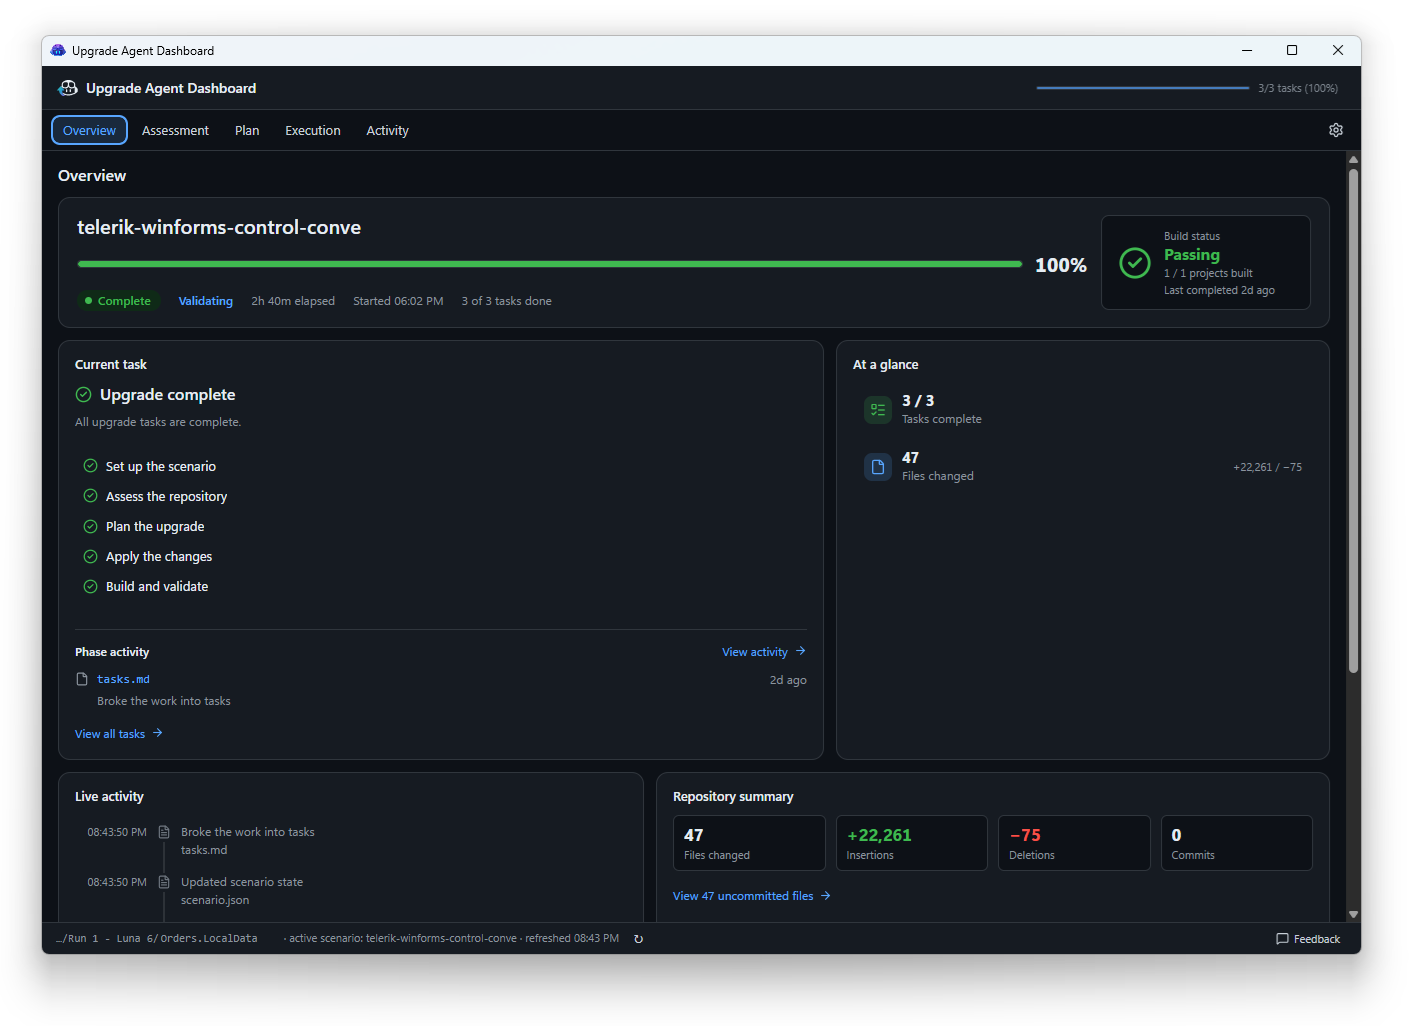 Upgrade Agent Dashboard
Upgrade Agent Dashboard
3/3 tasks (100%)
Overview
Assessment
Plan
Execution
Activity
Overview
telerik-winforms-control-conve
100%
Complete
Validating
2h 40m elapsed
Started 06:02 PM
3 of 3 tasks done
Build status
Passing
1 / 1 projects built
Last completed 2d ago
Current task
Upgrade complete
All upgrade tasks are complete.
Set up the scenario
Assess the repository
Plan the upgrade
Apply the changes
Build and validate
Phase activity
View activity →
tasks.md
2d ago
Broke the work into tasks
View all tasks →
At a glance
3 / 3
Tasks complete
47
Files changed
+22,261 / −75
Live activity
08:43:50 PM
Broke the work into tasks
tasks.md
08:43:50 PM
Updated scenario state
scenario.json
Repository summary
47
Files changed
+22,261
Insertions
−75
Deletions
0
Commits
View 47 uncommitted files →
…/Run 1 - Luna 6/Orders.LocalData
· active scenario: telerik-winforms-control-conve · refreshed 08:43 PM
Feedback